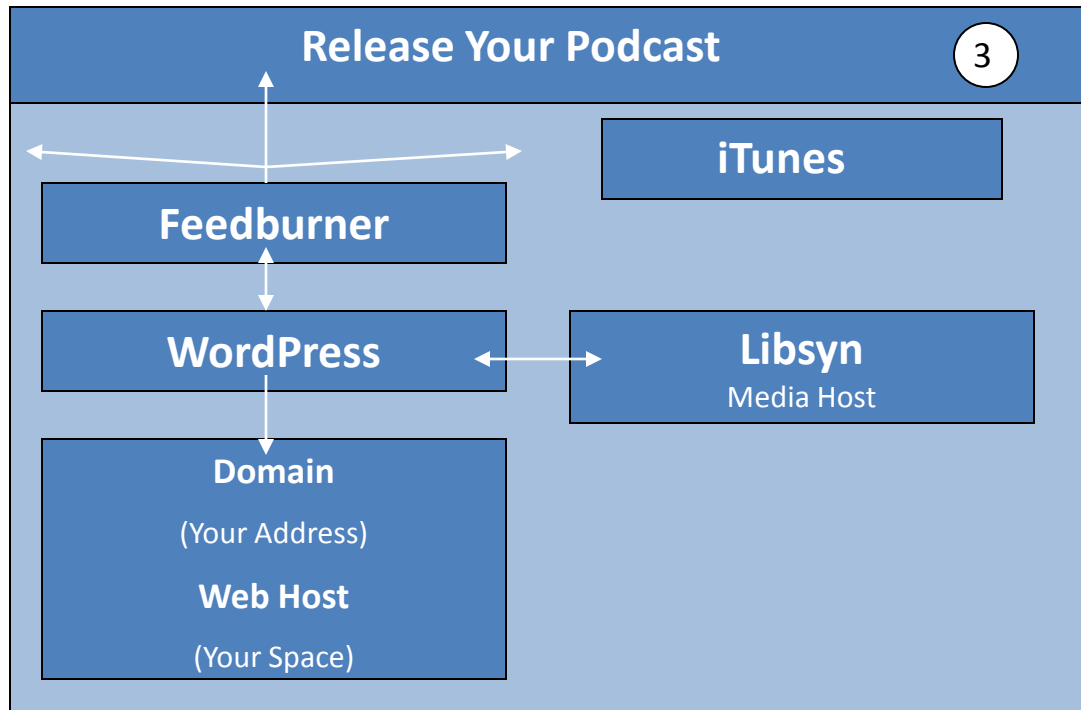 Release Your Podcast
3
iTunes
Feedburner
WordPress
Libsyn
Media Host
Domain
(Your Address)
Web Host
(Your Space)